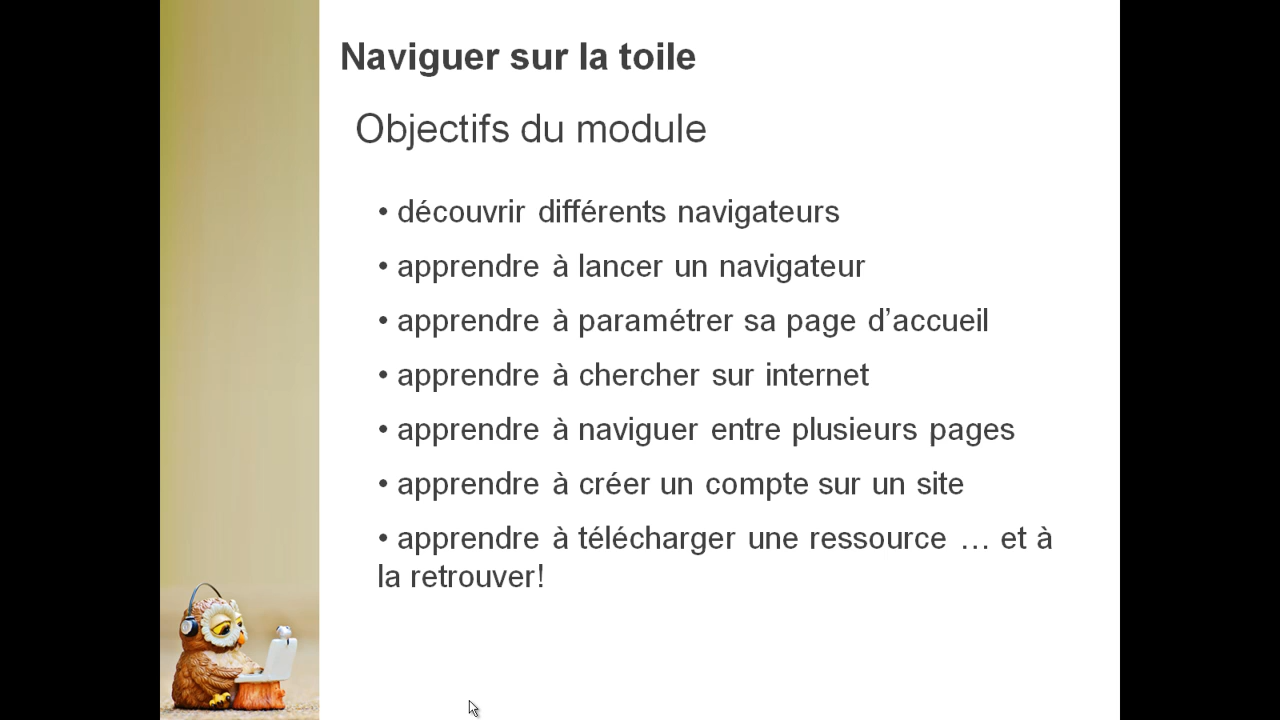 Naviguer sur la toile
Objectifs du module
• découvrir différents navigateurs
• apprendre à lancer un navigateur
• apprendre à paramétrer sa page d’accueil
• apprendre à chercher sur internet
• apprendre à naviguer entre plusieurs pages
• apprendre à créer un compte sur un site
• apprendre à télécharger une ressource … et à
la retrouver!